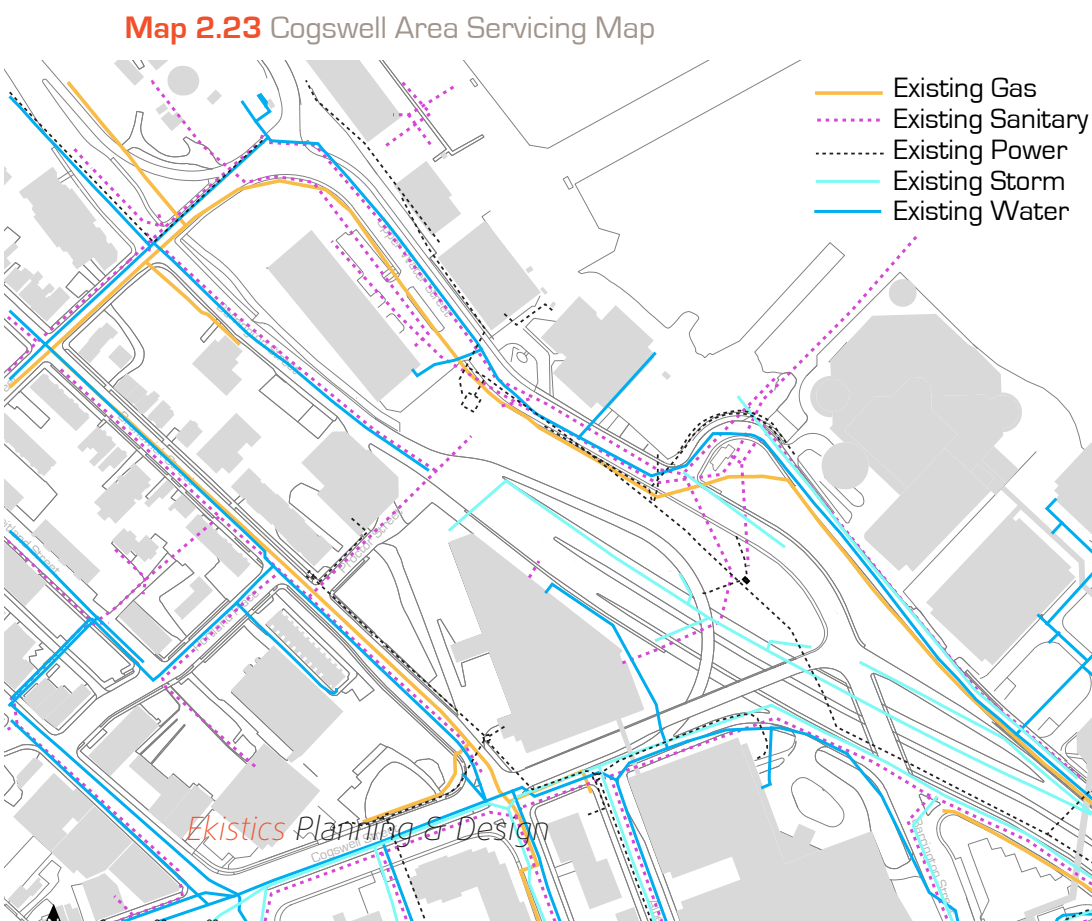 Map 2.23 Cogswell Area Servicing Map
Existing Gas
Existing Sanitary
Existing Power
Existing Storm
Existing Water
Ekistics Planning & Design
Cogswell